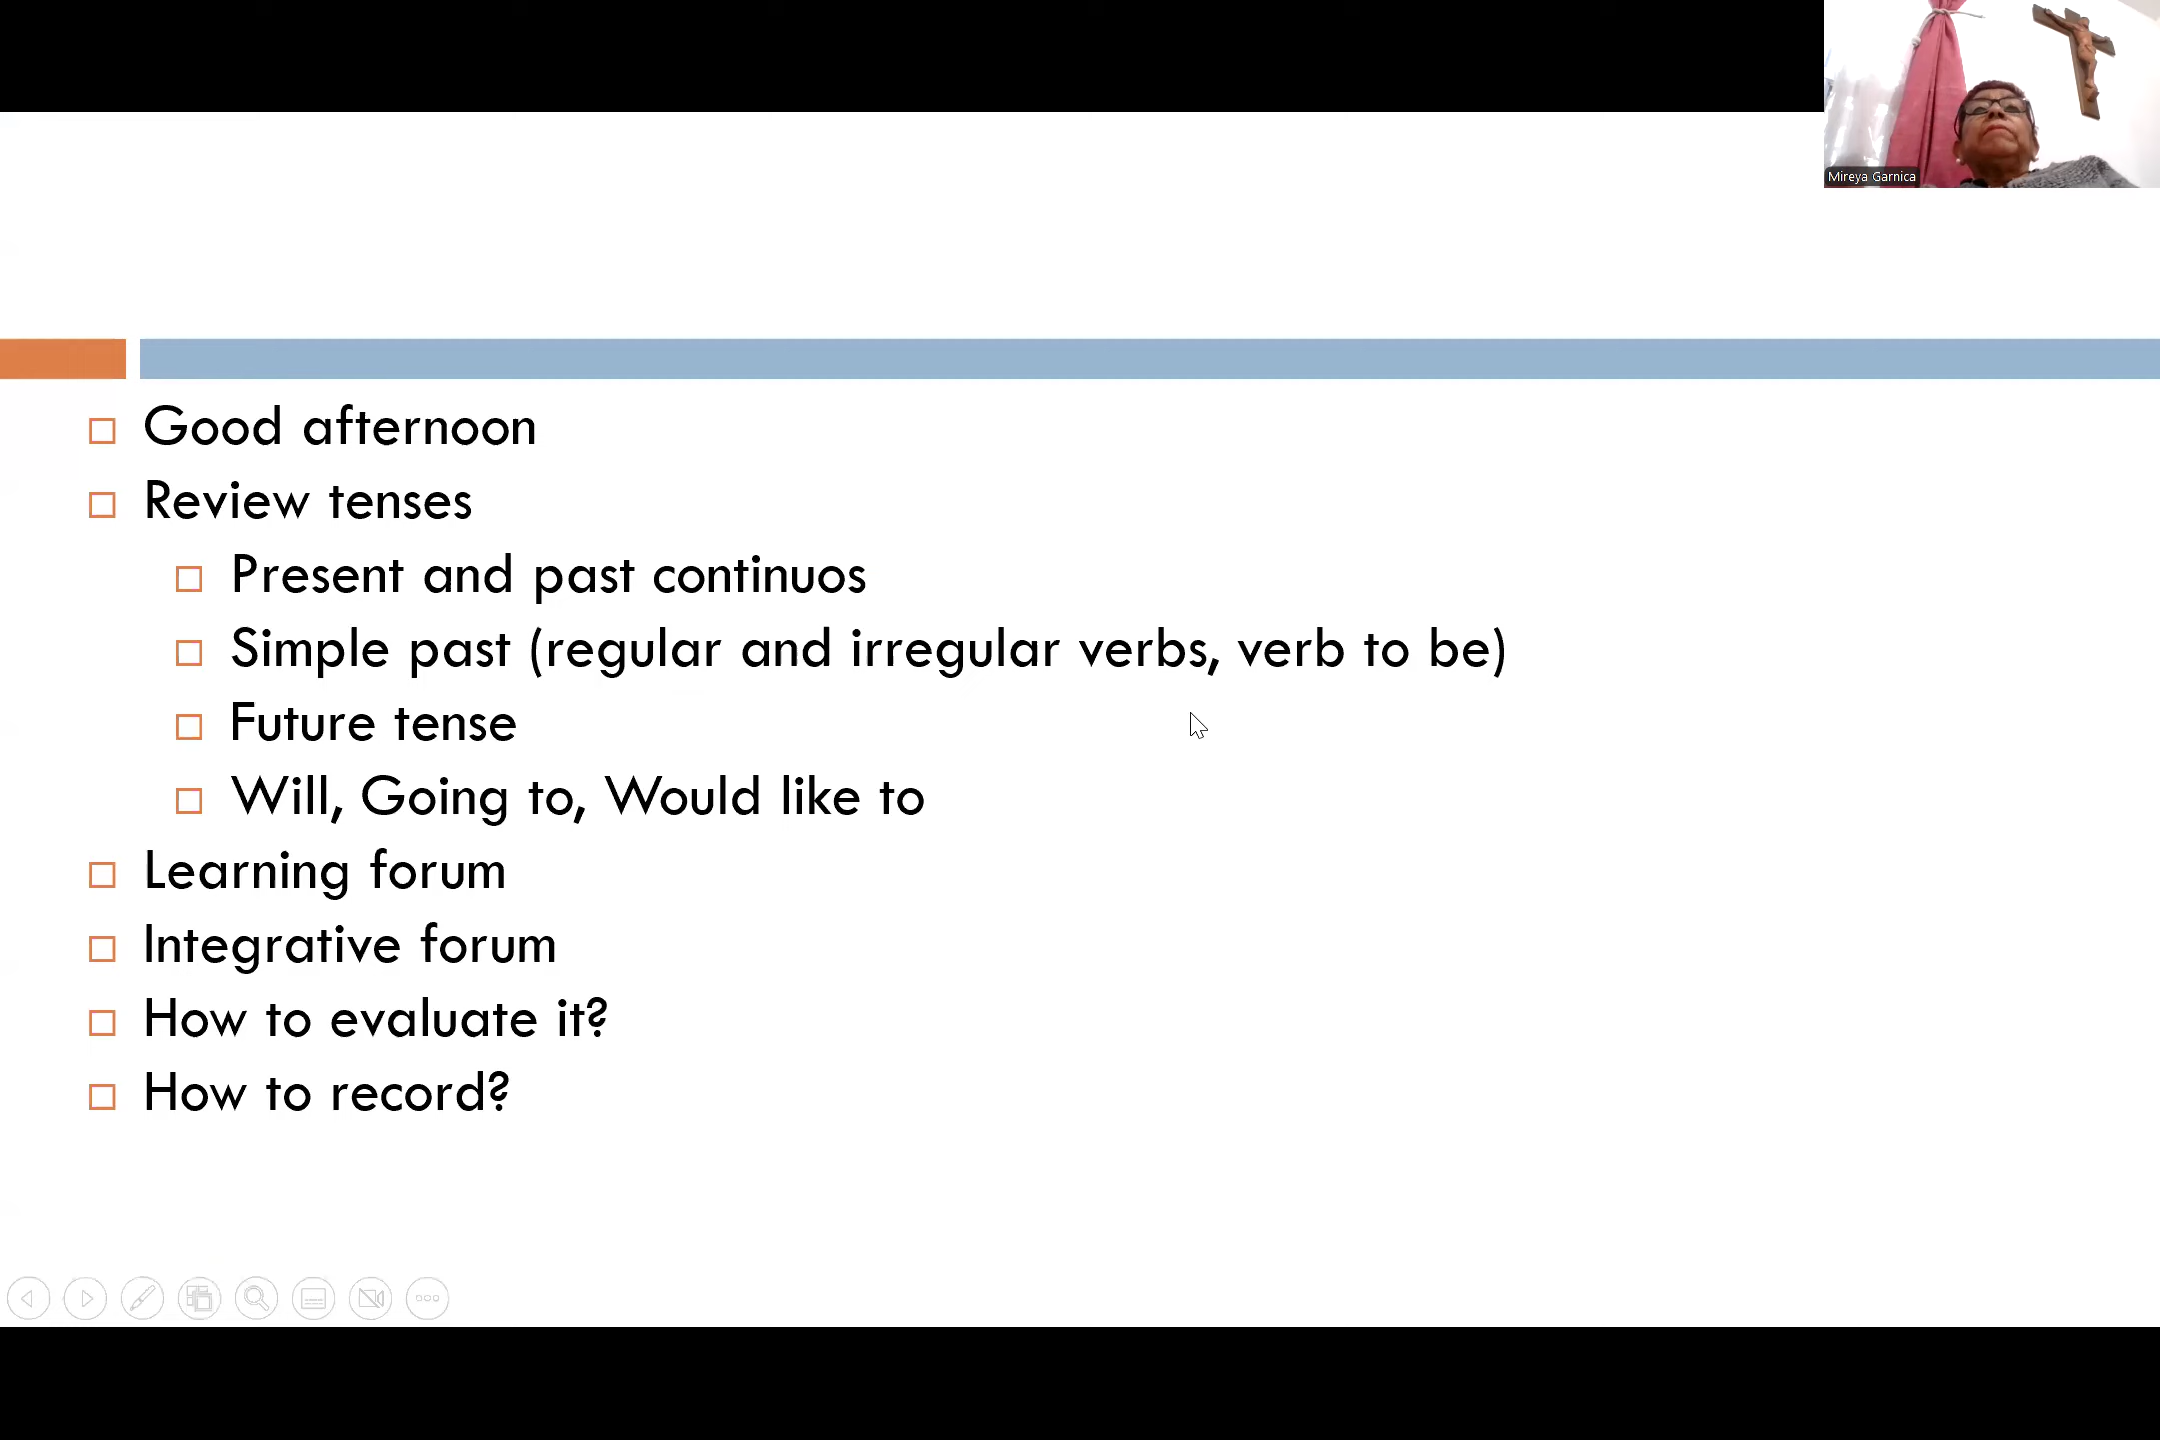 Mireya Garnica
Good afternoon
Review tenses
Present and past continuos
Simple past (regular and irregular verbs, verb to be)
Future tense
Will, Going to, Would like to
Learning forum
Integrative forum
How to evaluate it?
How to record?